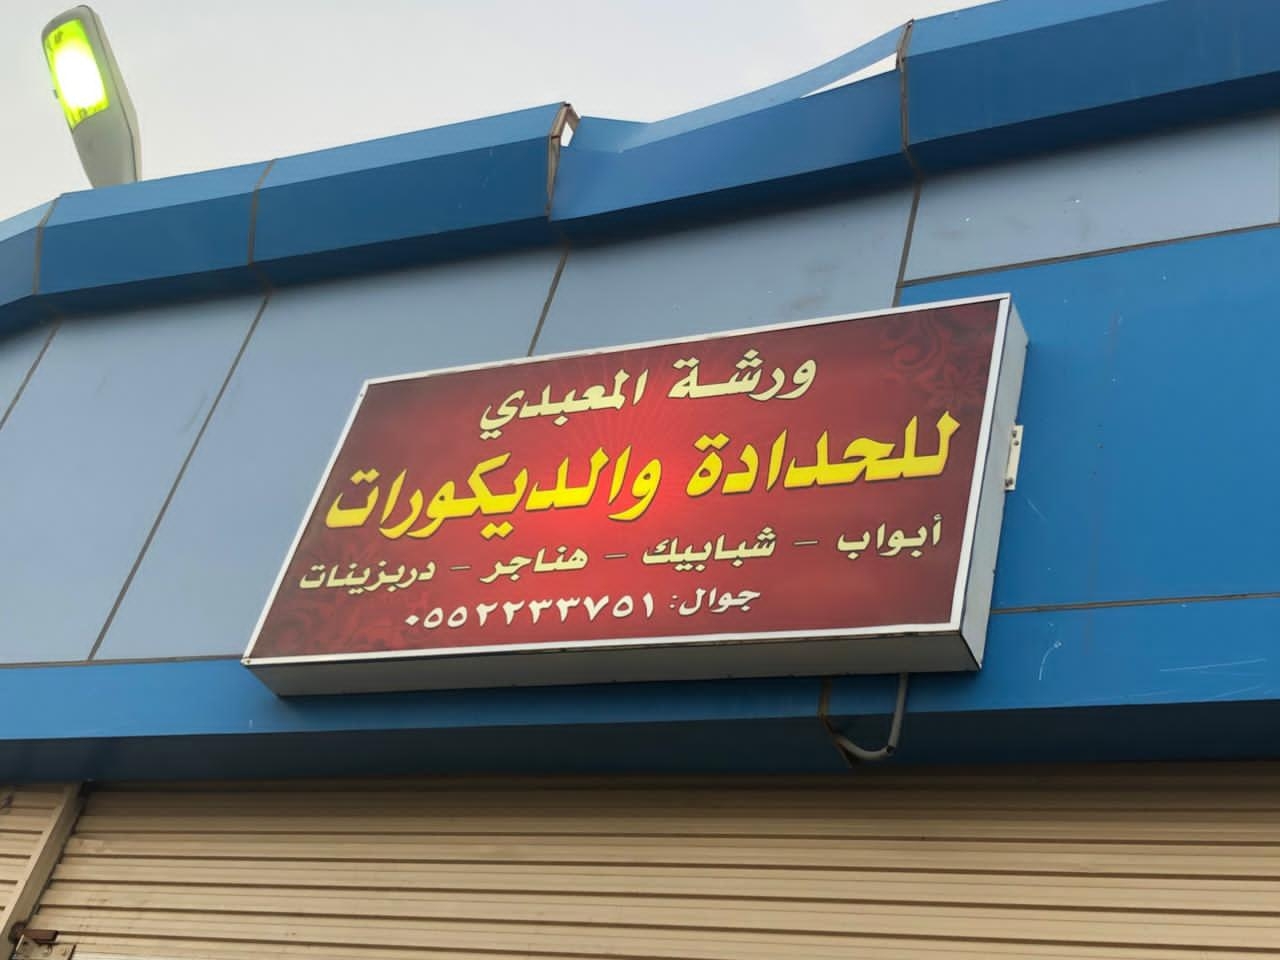 ورشة المعبدي
للحدادة والديكورات
أبواب - شبابيك - هناجر - دربزينات
جوال: ٠٥٥٢٢٣٣٧٥١